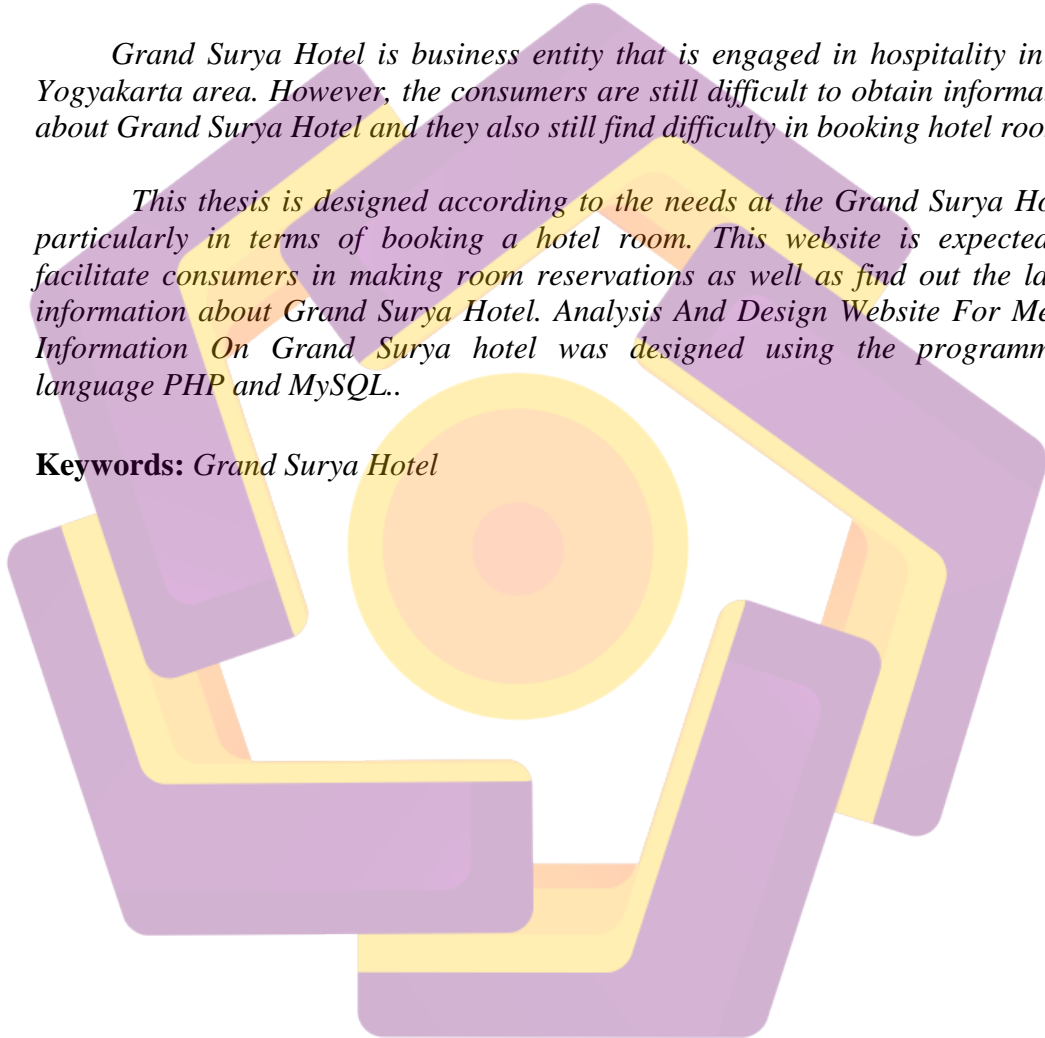 Grand Surya Hotel is business entity that is engaged in hospitality in
Yogyakarta area. However, the consumers are still difficult to obtain informa
about Grand Surya Hotel and they also still find difficulty in booking hotel roo
This thesis is designed according to the needs at the Grand Surya Ho
particularly in terms of booking a hotel room. This website is expected
facilitate consumers in making room reservations as well as find out the la
information about Grand Surya Hotel. Analysis And Design Website For Me
Information On Grand Surya hotel was designed using the programm
language PHP and MySQL..
Keywords: Grand Surya Hotel